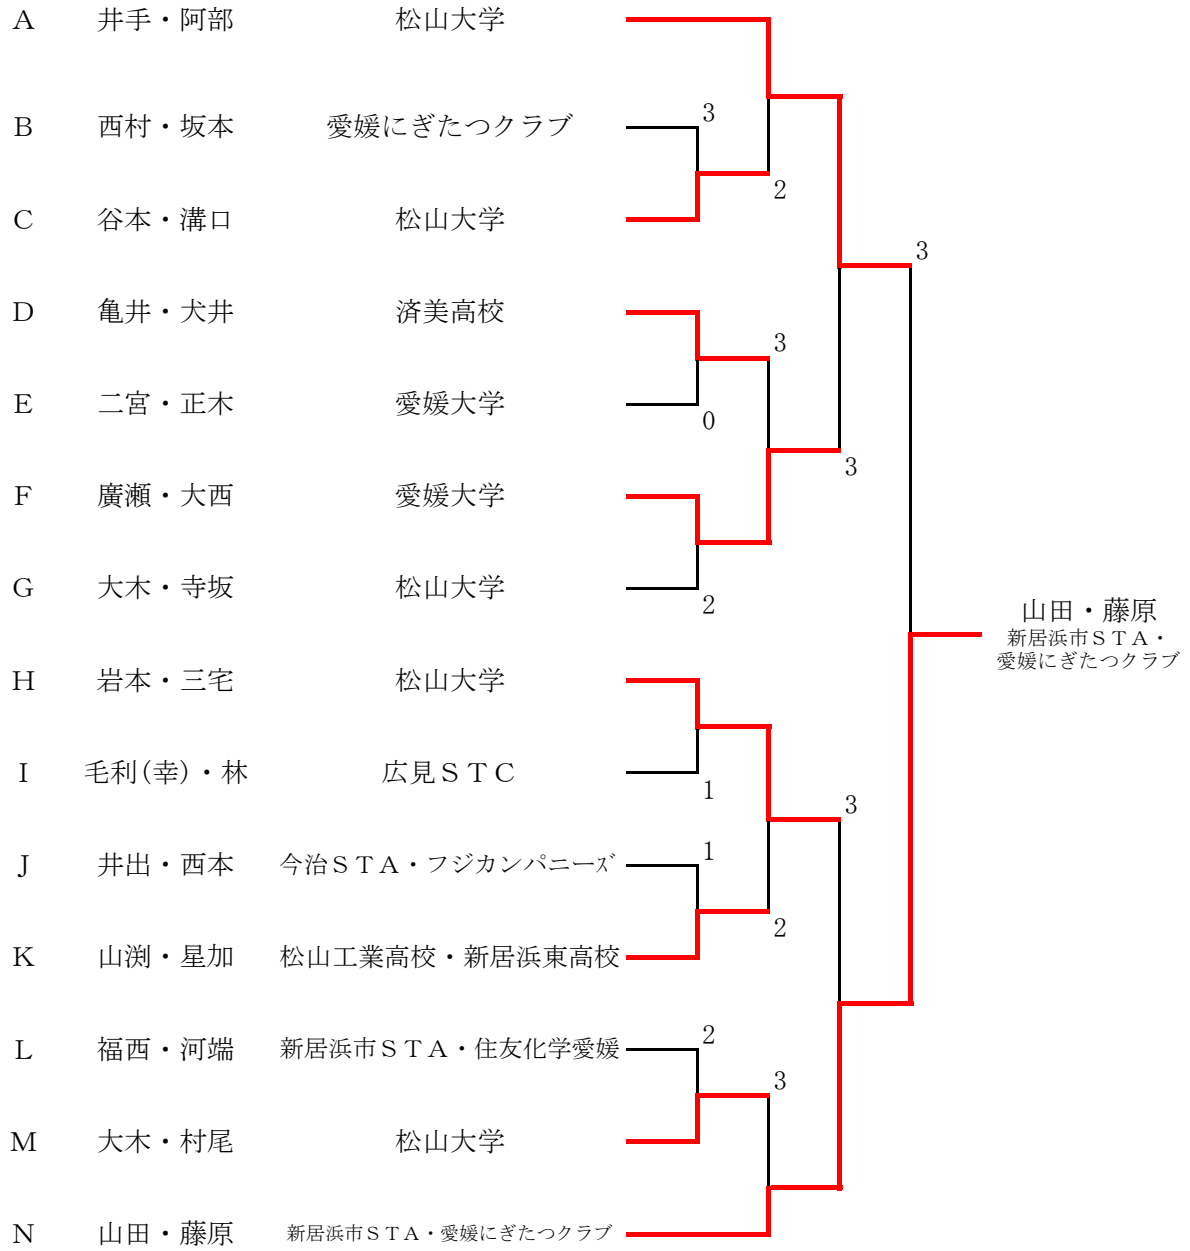 A 井手・阿部 松山大学
3
B 西村・坂本 愛媛にぎたつクラブ
2
C 谷本・溝口 松山大学
3
D 亀井・犬井 済美高校
3
E 二宮・正木 愛媛大学
0
3
F 廣瀬・大西 愛媛大学
G 大木・寺坂 松山大学
2
山田・藤原
新居浜市ＳＴＡ・
愛媛にぎたつクラブ
H 岩本・三宅 松山大学
I 毛利(幸)・林 広見ＳＴＣ
1
3
1
J 井出・西本 今治ＳＴＡ・フジカンパニーズ
2
K 山渕・星加 松山工業高校・新居浜東高校
2
L 福西・河端 新居浜市ＳＴＡ・住友化学愛媛
3
M 大木・村尾 松山大学
N 山田・藤原 新居浜市ＳＴＡ・愛媛にぎたつクラブ